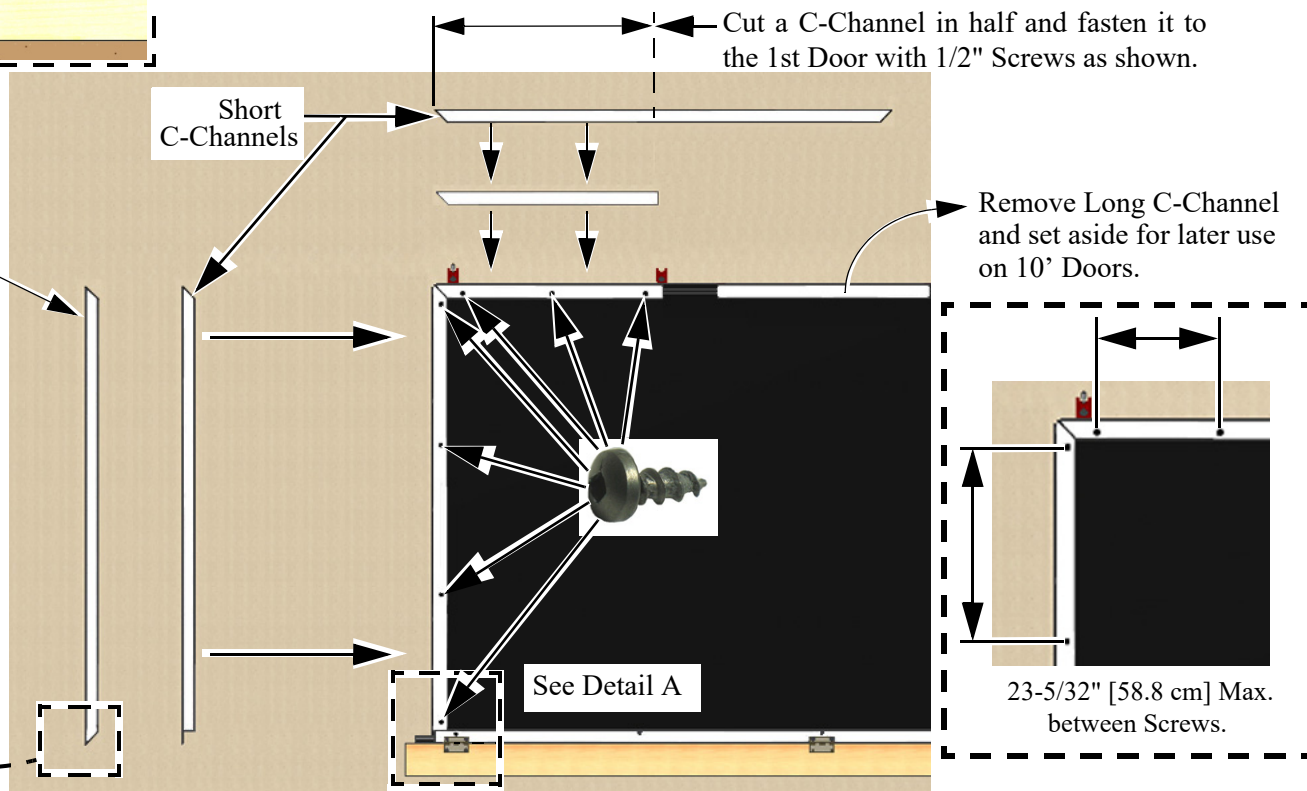 Cut a C-Channel in half and fasten it to
the 1st Door with 1/2" Screws as shown.
Short
C-Channels
Remove Long C-Channel
and set aside for later use
on 10’ Doors.
See Detail A
23-5/32" [58.8 cm] Max.
between Screws.